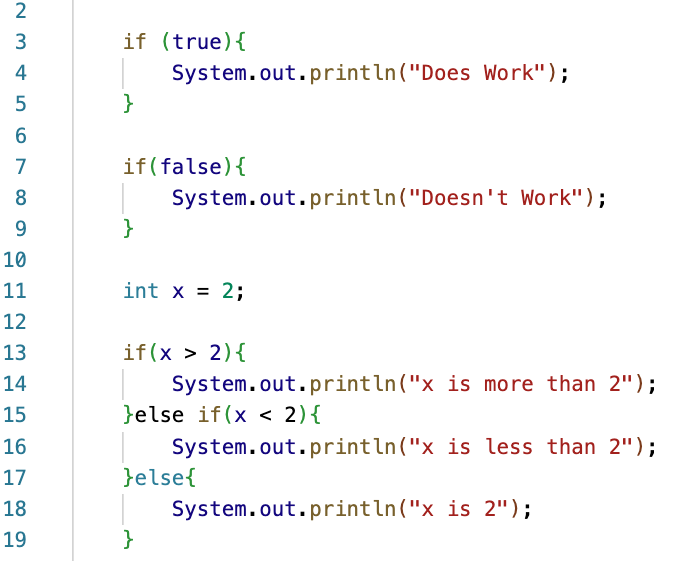 2
3 if (true){
4 System.out.println("Does Work");
5 }
6
7 if(false){
8 System.out.println("Doesn't Work");
9 }
10
11 int x = 2;
12
13 if(x > 2){
14 System.out.println("x is more than 2");
15 }else if(x < 2){
16 System.out.println("x is less than 2");
17 }else{
18 System.out.println("x is 2");
19 }